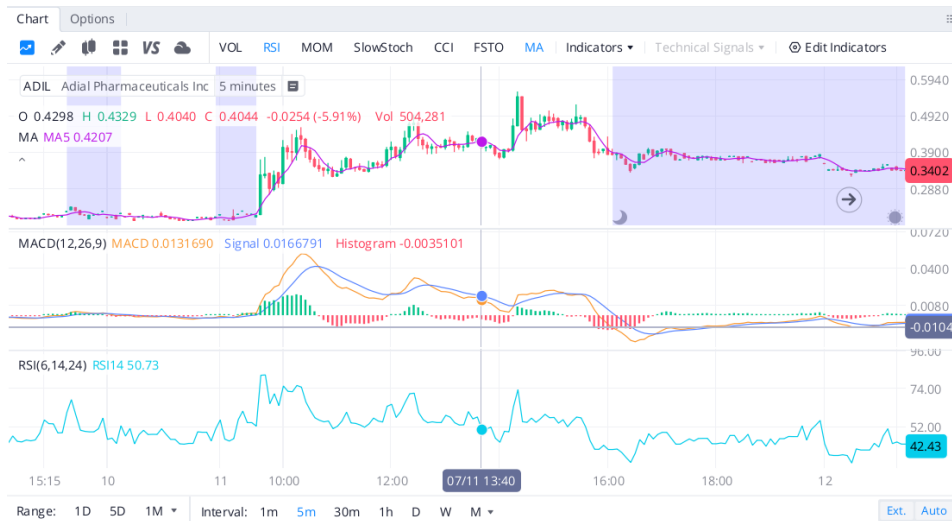 Chart Options
VS VOL RSI MOM SlowStoch CCI FSTO MA Indicators Technical Signals Edit Indicators
ADIL Adial Pharmaceuticals Inc 5 minutes
0.5940
O 0.4298 H 0.4329 L 0.4040 C 0.4044 -0.0254 (-5.91%) Vol 504,281
0.4920
MA MA5 0.4207
0.3900
0.3402
0.2880
0.0720
MACD(12,26,9) MACD 0.0131690 Signal 0.0166791 Histogram -0.0035101
0.0400
0.0080
-0.0104
96.00
RSI(6,14,24) RSI14 50.73
74.00
52.00
42.43
15:15 10 11 10:00 12:00 07/11 13:40 16:00 18:00 12
Range: 1D 5D 1M Interval: 1m 5m 30m 1h D W M Ext. Auto